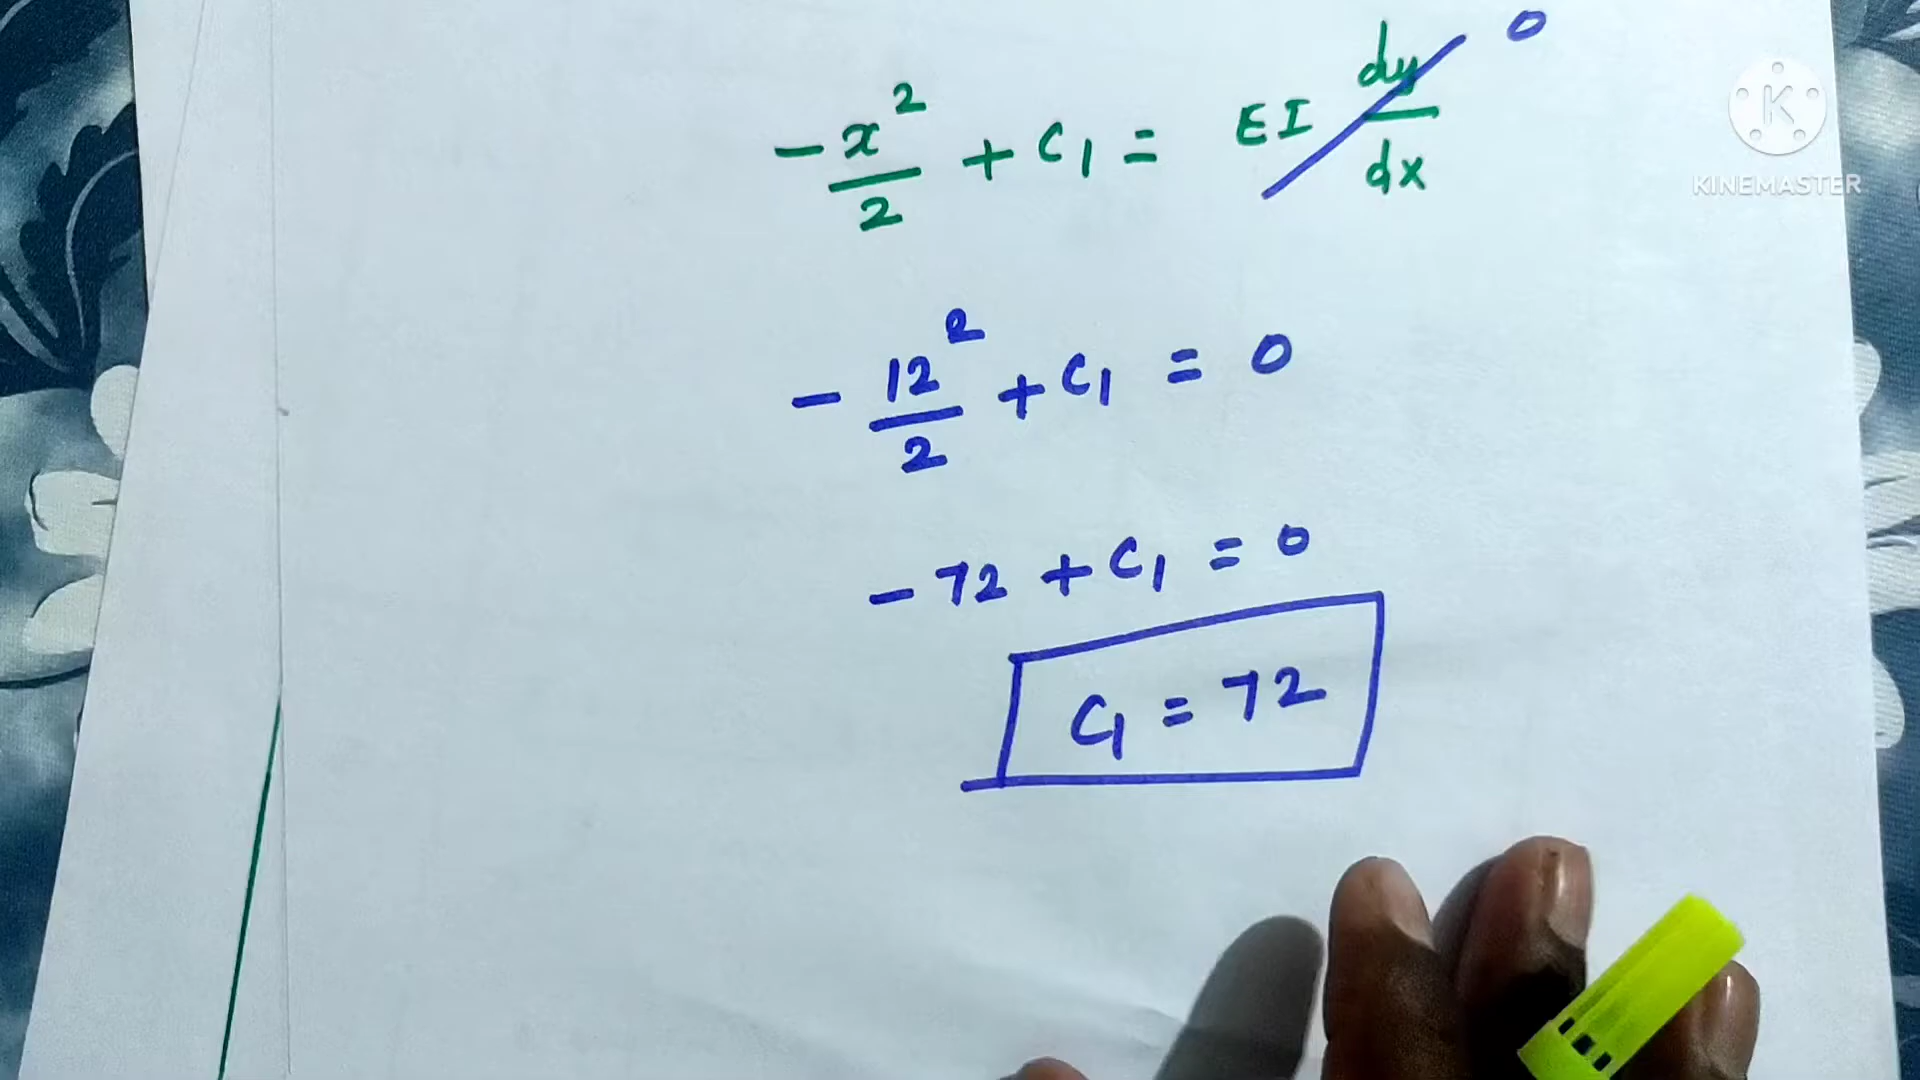 -x²/2 + C₁ = EI dy/dx 0
K
KINEMASTER
-12²/2 + C₁ = 0
-72 + C₁ = 0
C₁ = 72